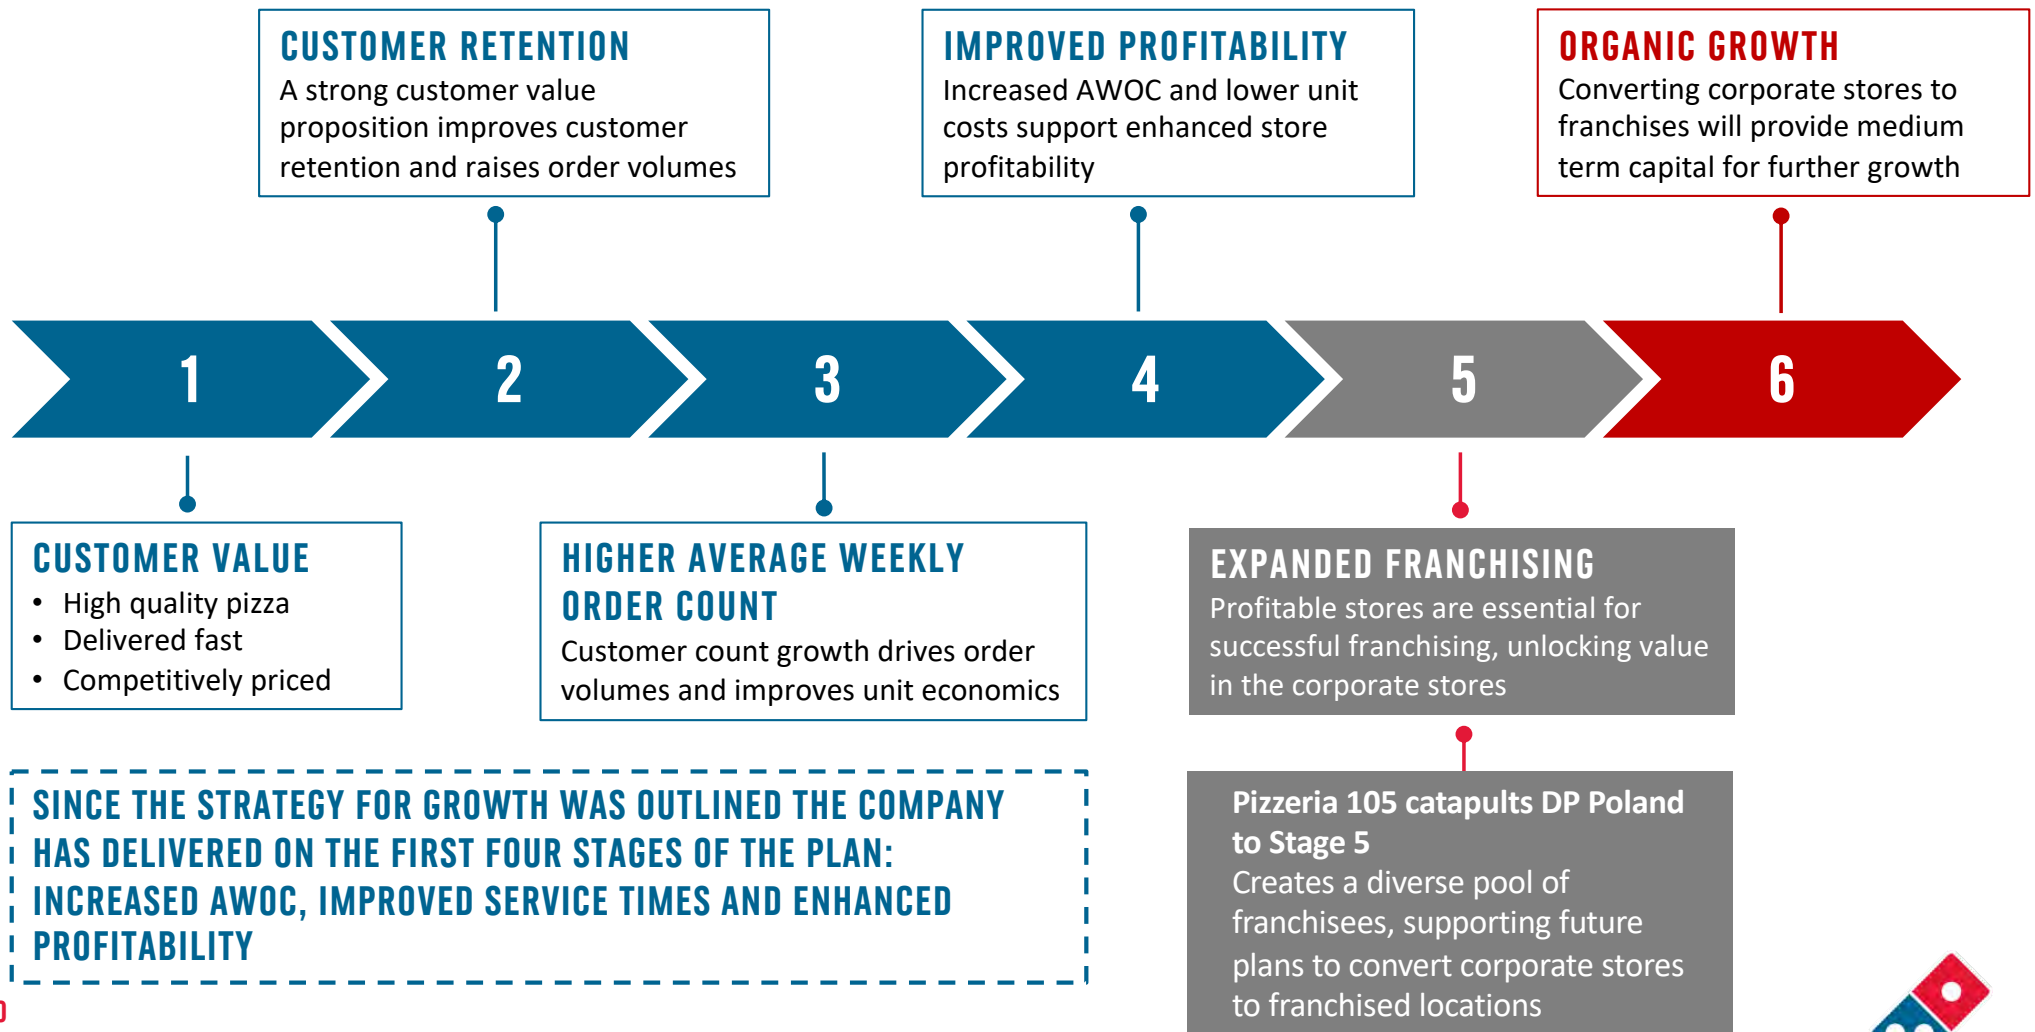 CUSTOMER RETENTION
A strong customer value
proposition improves customer
retention and raises order volumes
IMPROVED PROFITABILITY
Increased AWOC and lower unit
costs support enhanced store
profitability
ORGANIC GROWTH
Converting corporate stores to
franchises will provide medium
term capital for further growth
1
2
3
4
5
6
CUSTOMER VALUE
• High quality pizza
• Delivered fast
• Competitively priced
HIGHER AVERAGE WEEKLY
ORDER COUNT
Customer count growth drives order
volumes and improves unit economics
EXPANDED FRANCHISING
Profitable stores are essential for
successful franchising, unlocking value
in the corporate stores
SINCE THE STRATEGY FOR GROWTH WAS OUTLINED THE COMPANY
HAS DELIVERED ON THE FIRST FOUR STAGES OF THE PLAN:
INCREASED AWOC, IMPROVED SERVICE TIMES AND ENHANCED
PROFITABILITY
Pizzeria 105 catapults DP Poland
to Stage 5
Creates a diverse pool of
franchisees, supporting future
plans to convert corporate stores
to franchised locations